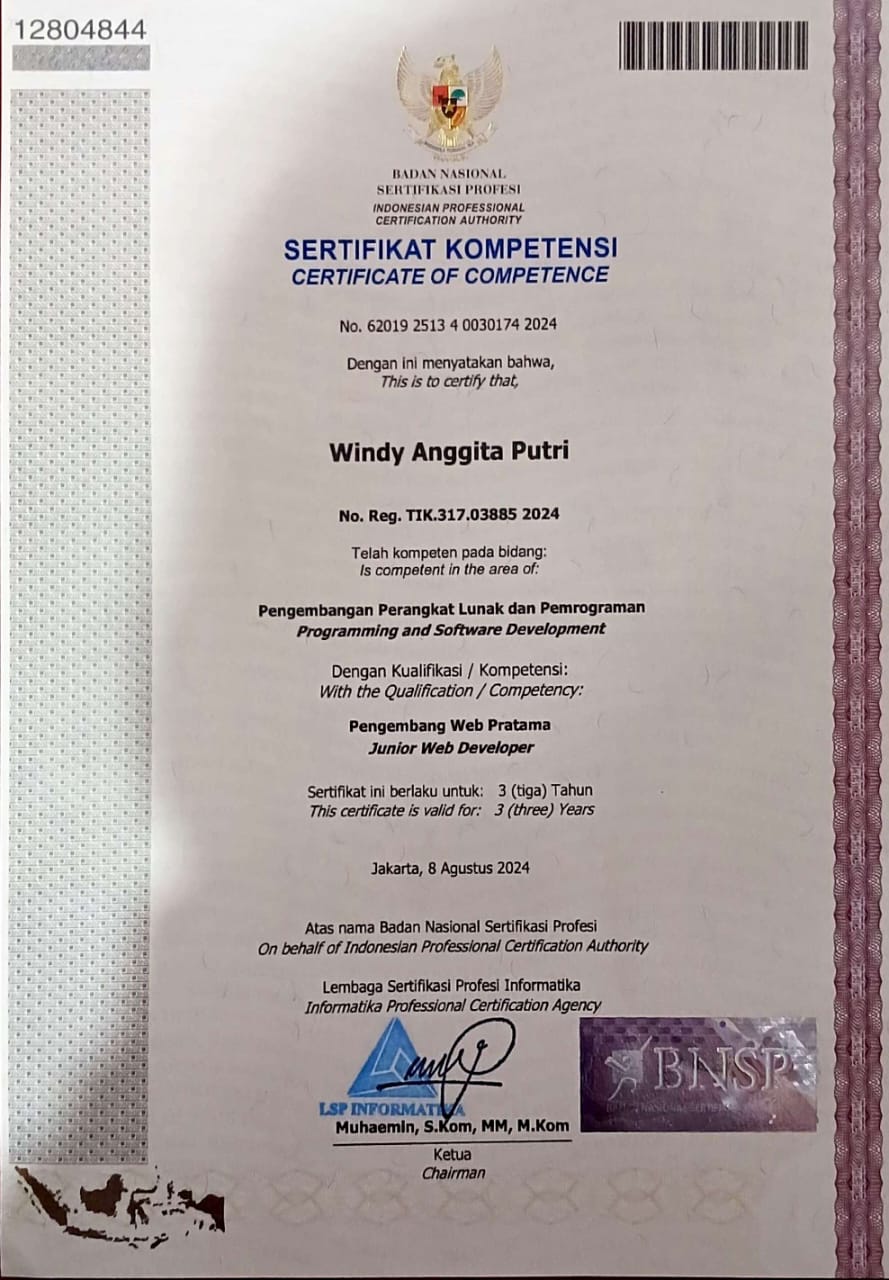 12804844
BADAN NASIONAL
SERTIFIKASI PROFESI
INDONESIAN PROFESSIONAL
CERTIFICATION AUTHORITY
SERTIFIKAT KOMPETENSI
CERTIFICATE OF COMPETENCE
No. 62019 2513 4 0030174 2024
Dengan ini menyatakan bahwa,
This is to certify that,
Windy Anggita Putri
No. Reg. TIK.317.03885 2024
Telah kompeten pada bidang:
Is competent in the area of:
Pengembangan Perangkat Lunak dan Pemrograman
Programming and Software Development
Dengan Kualifikasi / Kompetensi:
With the Qualification / Competency:
Pengembang Web Pratama
Junior Web Developer
Sertifikat ini berlaku untuk: 3 (tiga) Tahun
This certificate is valid for: 3 (three) Years
Jakarta, 8 Agustus 2024
Atas nama Badan Nasional Sertifikasi Profesi
On behalf of Indonesian Professional Certification Authority
Lembaga Sertifikasi Profesi Informatika
Informatika Professional Certification Agency
BNSP
LSP INFORMATIKA
Muhaemin, S.Kom, MM, M.Kom
Ketua
Chairman